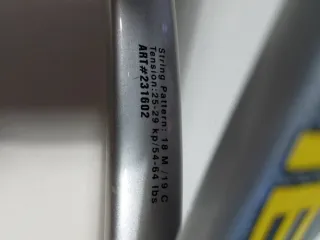 String Pattern: 18 M /19 C
Tension:25-29 kp/54-64 lbs
ART#231602